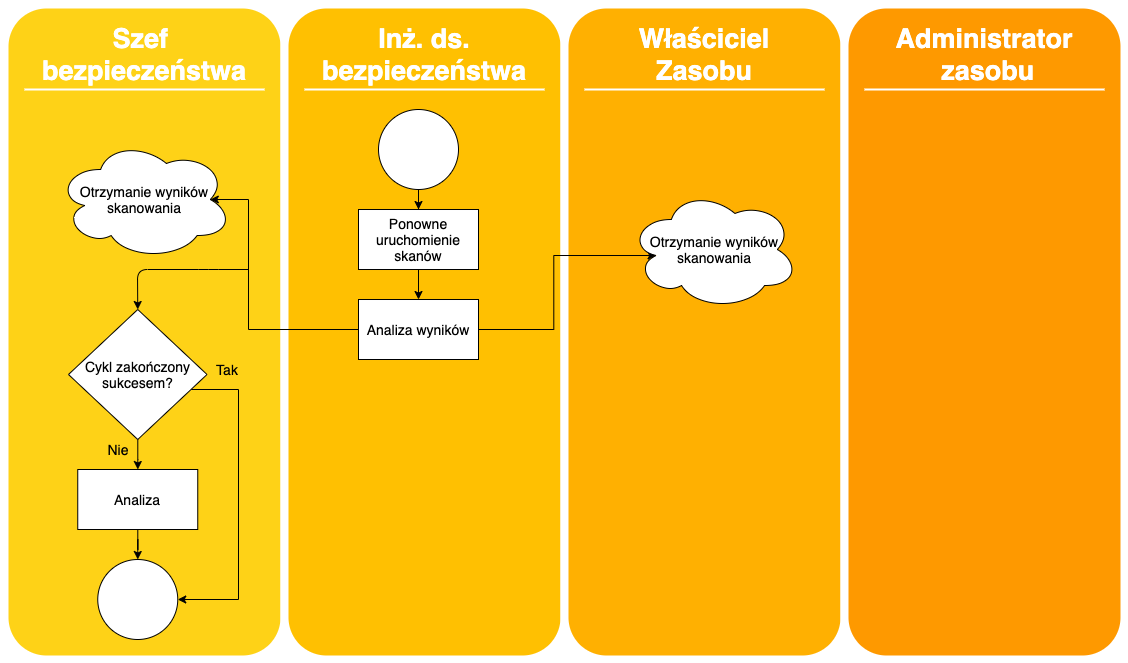 Szef
bezpieczeństwa
Inż. ds.
bezpieczeństwa
Właściciel
Zasobu
Administrator
zasobu
Otrzymanie wyników
skanowania
Ponowne
uruchomienie
skanów
Otrzymanie wyników
skanowania
Analiza wyników
Cykl zakończony
sukcesem?
Tak
Nie
Analiza